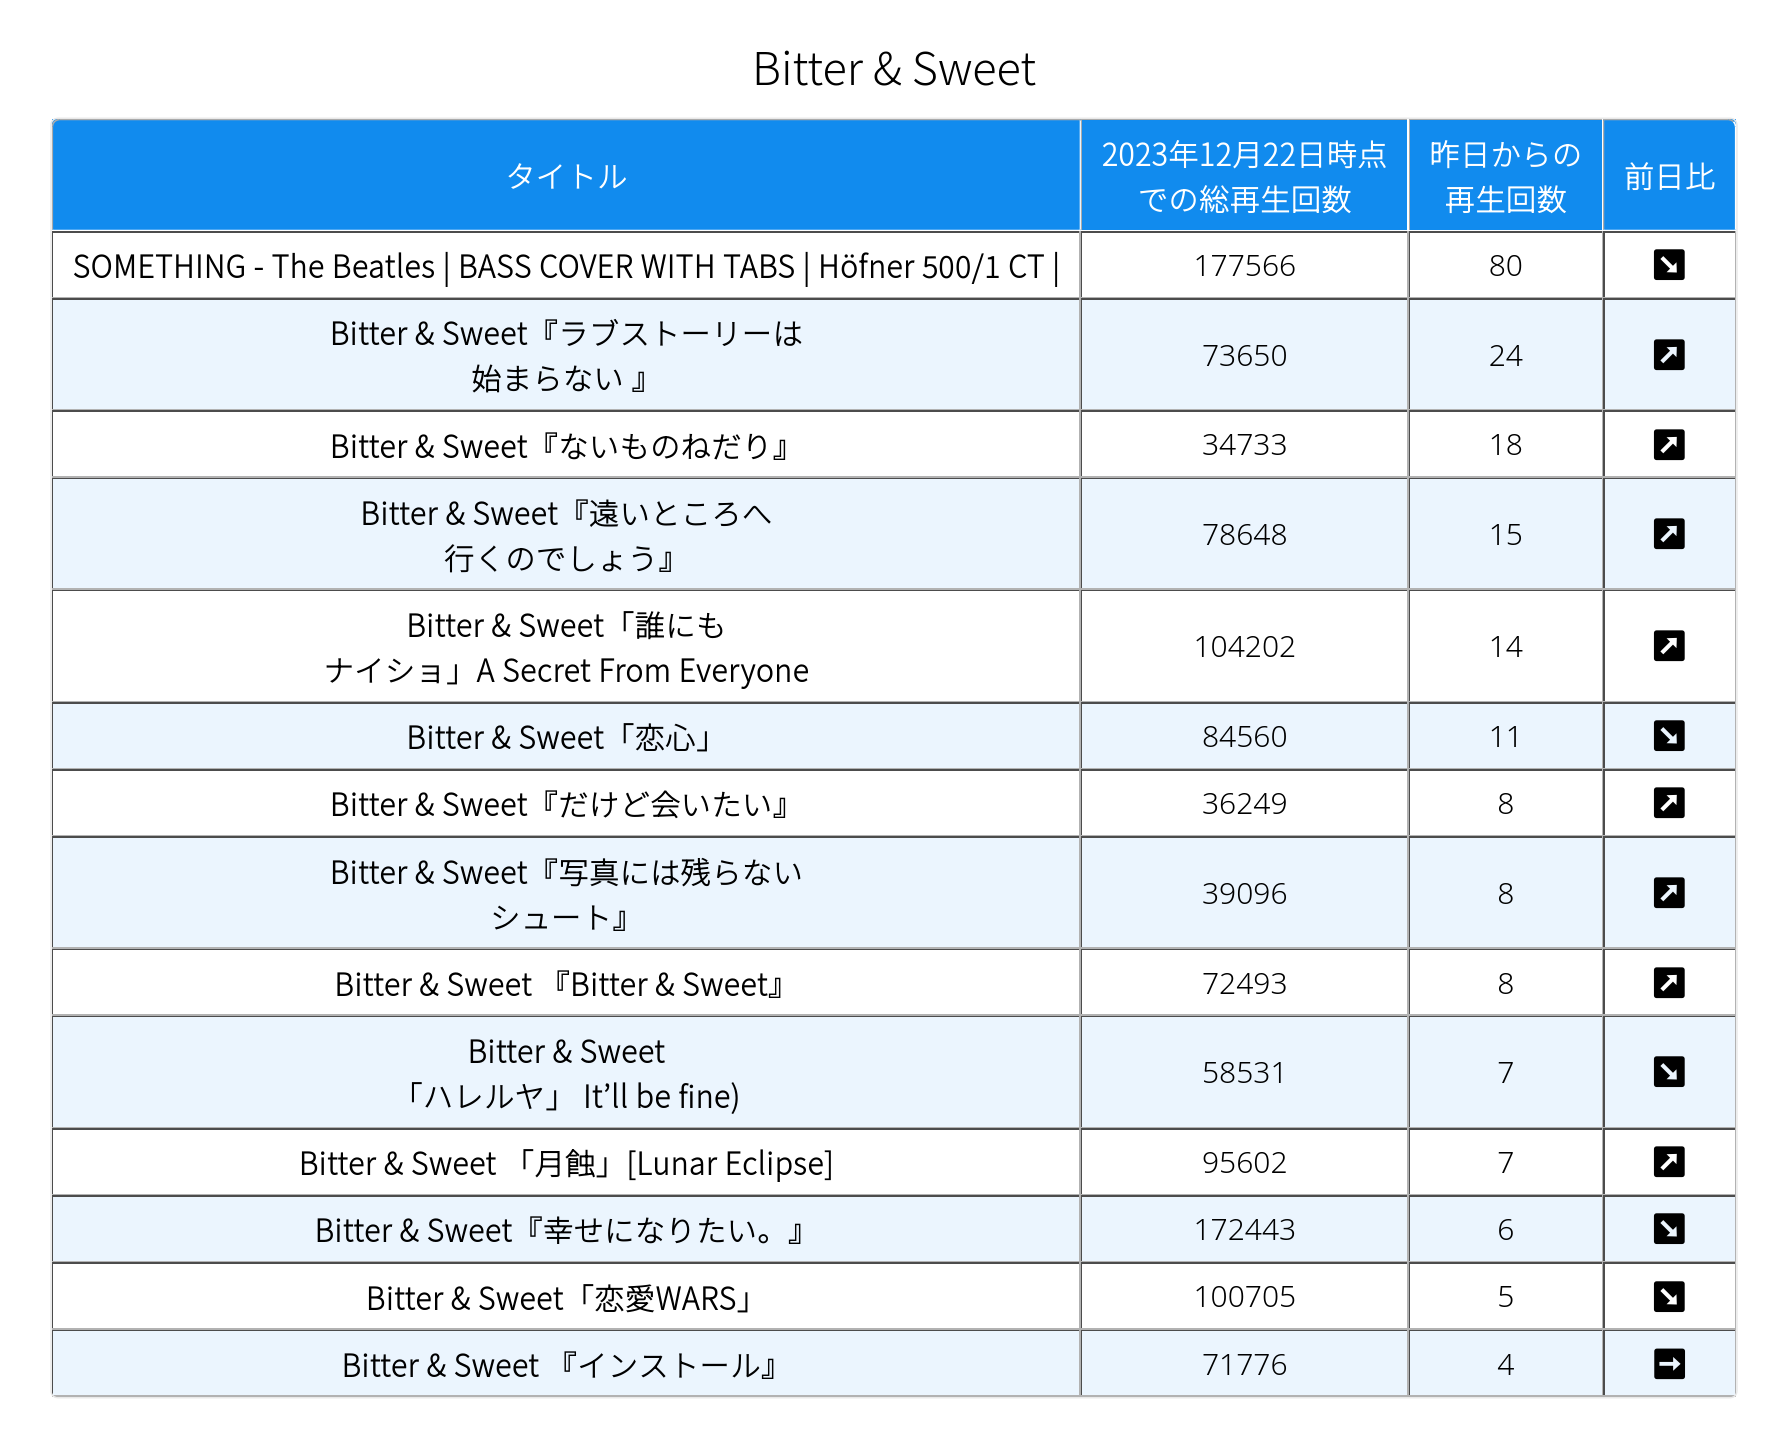 Bitter & Sweet
タイトル
2023年12月22日時点
での総再生回数
昨日からの
再生回数
前日比
SOMETHING - The Beatles | BASS COVER WITH TABS | Höfner 500/1 CT |
177566
80
Bitter & Sweet『ラブストーリーは
始まらない 』
73650
24
Bitter & Sweet『ないものねだり』
34733
18
Bitter & Sweet『遠いところへ
行くのでしょう』
78648
15
Bitter & Sweet「誰にも
ナイショ」A Secret From Everyone
104202
14
Bitter & Sweet「恋心」
84560
11
Bitter & Sweet『だけど会いたい』
36249
8
Bitter & Sweet『写真には残らない
シュート』
39096
8
Bitter & Sweet 『Bitter & Sweet』
72493
8
Bitter & Sweet
「ハレルヤ」 It’ll be fine)
58531
7
Bitter & Sweet 「月蝕」[Lunar Eclipse]
95602
7
Bitter & Sweet『幸せになりたい。』
172443
6
Bitter & Sweet「恋愛WARS」
100705
5
Bitter & Sweet 『インストール』
71776
4